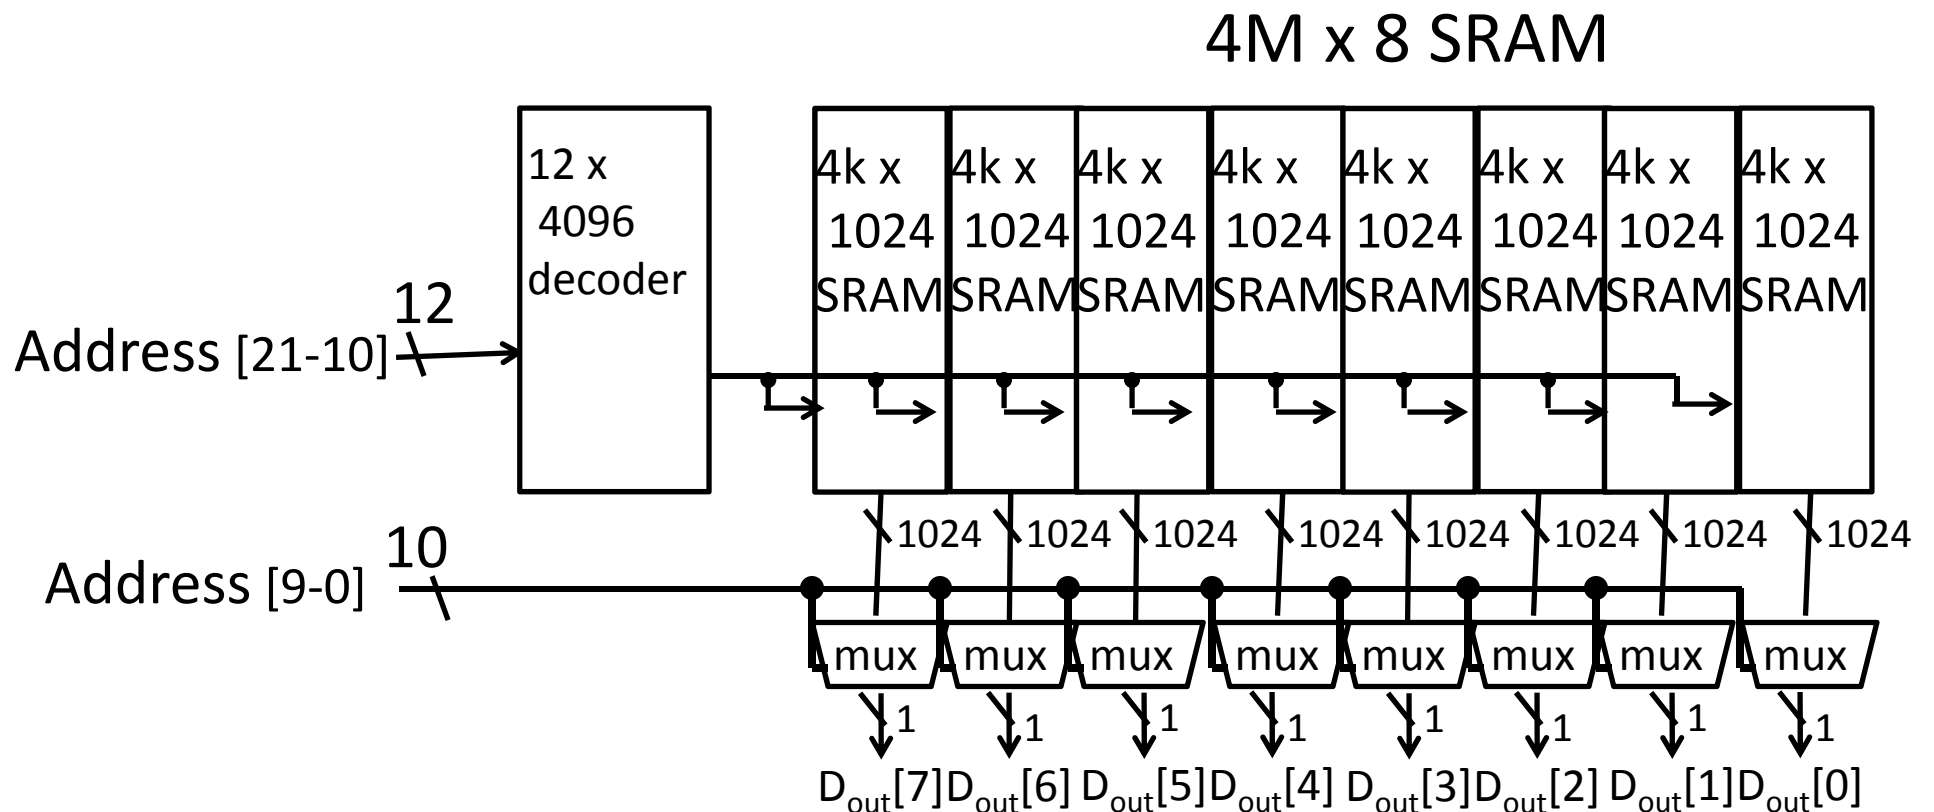 4M x 8 SRAM
12 x
4096
decoder
4k x
1024
SRAM
4k x
1024
SRAM
4k x
1024
SRAM
4k x
1024
SRAM
4k x
1024
SRAM
4k x
1024
SRAM
4k x
1024
SRAM
4k x
1024
SRAM
12
Address [21-10]
1024 1024 1024 1024 1024 1024 1024 1024
10
Address [9-0]
mux mux mux mux mux mux mux mux
1 1 1 1 1 1 1 1
Dout[7] Dout[6] Dout[5] Dout[4] Dout[3] Dout[2] Dout[1] Dout[0]